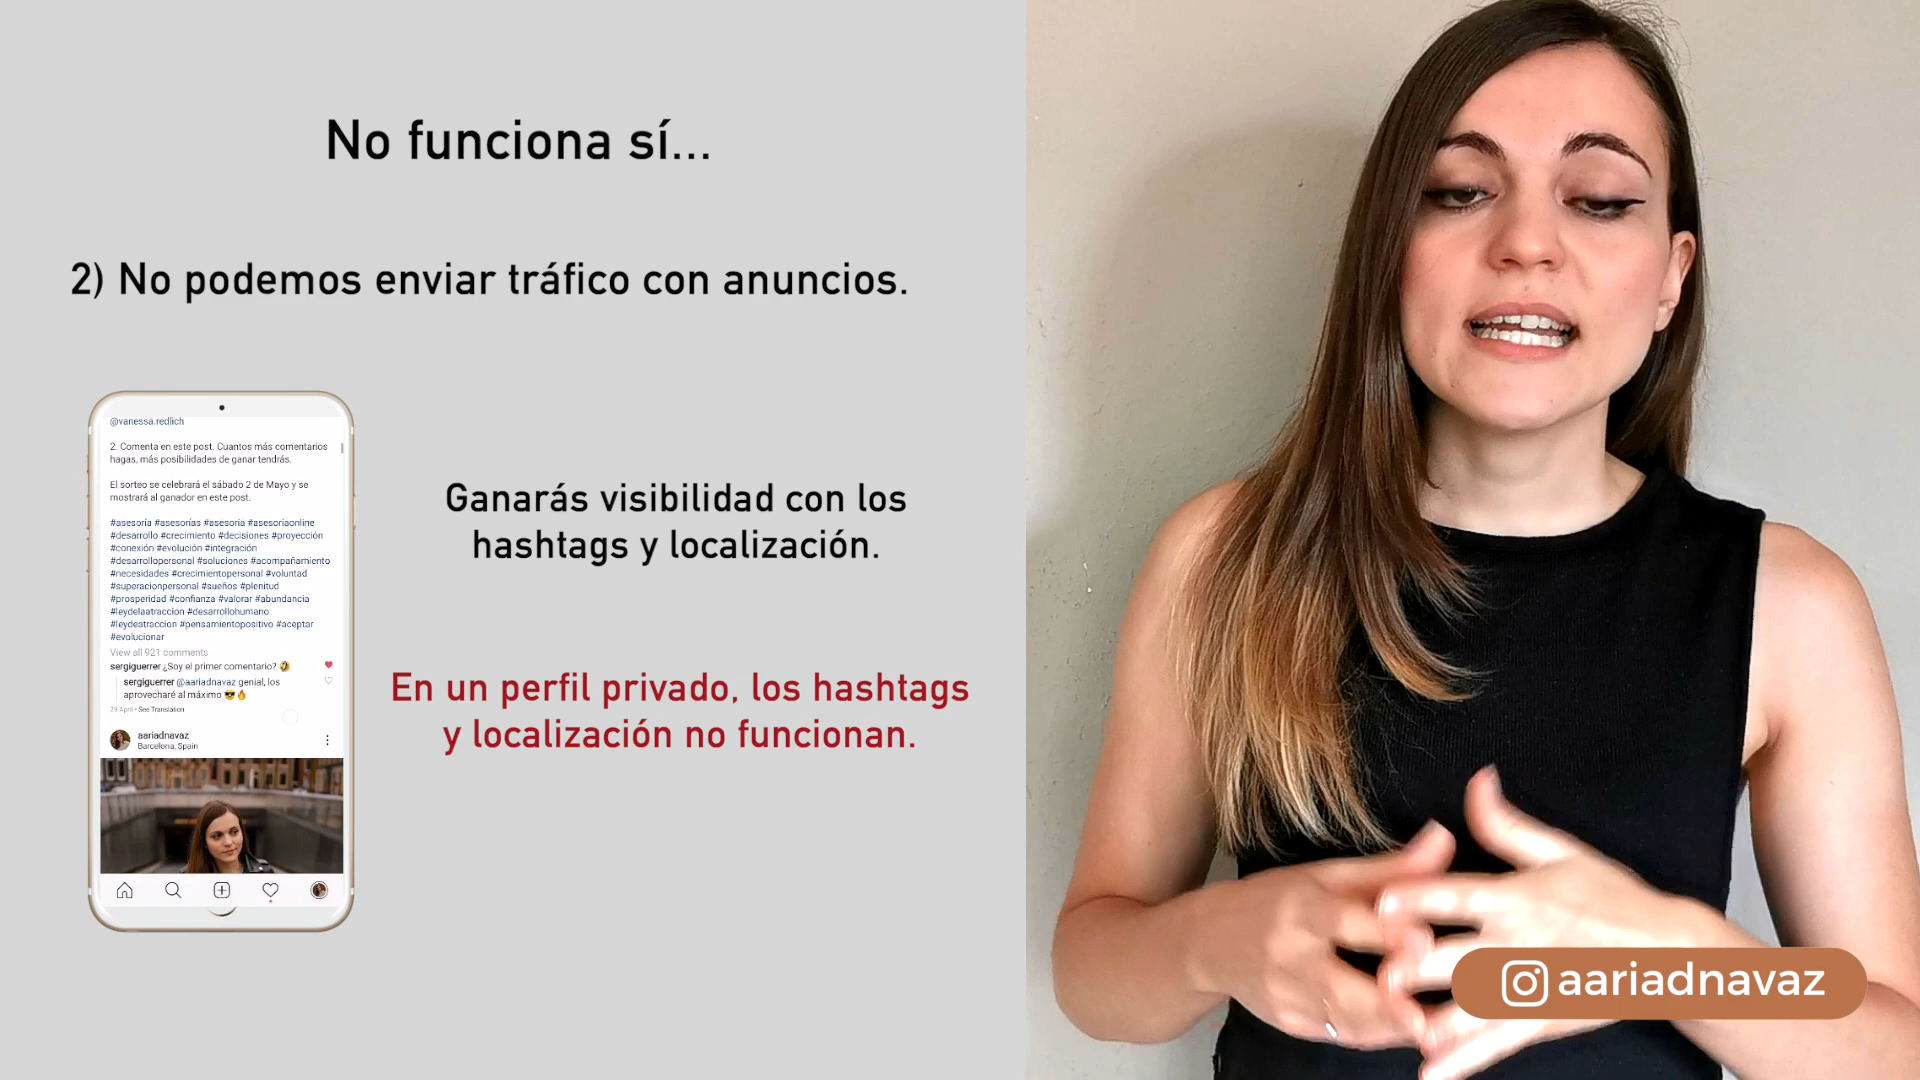 No funciona sí...
2) No podemos enviar tráfico con anuncios.
@vanessa.redlich
2. Comenta en este post. Cuantos más comentarios
hagas, más posibilidades de ganar tendrás.
El sorteo se celebrará el sábado 2 de Mayo y se
mostrará al ganador en este post.
#asesoría #asesorías #asesoria #asesoriaonline
#desarrollo #crecimiento #decisiones #proyección
#conexión #evolución #integración
#desarrollopersonal #soluciones #acompañamiento
#necesidades #crecimientopersonal #voluntad
#superacionpersonal #sueños #plenitud
#prosperidad #confianza #valorar #abundancia
#leydelaatraccion #desarrollohumano
#leydeatraccion #pensamientopositivo #aceptar
#evolucionar
View all 921 comments
sergiguerrer ¿Soy el primer comentario? 🤣
sergiguerrer @aariadnavaz genial, los
aprovecharé al máximo 😎🔥
29 April • See Translation
aariadnavaz
Barcelona, Spain
Ganarás visibilidad con los
hashtags y localización.
En un perfil privado, los hashtags
y localización no funcionan.
aariadnavaz